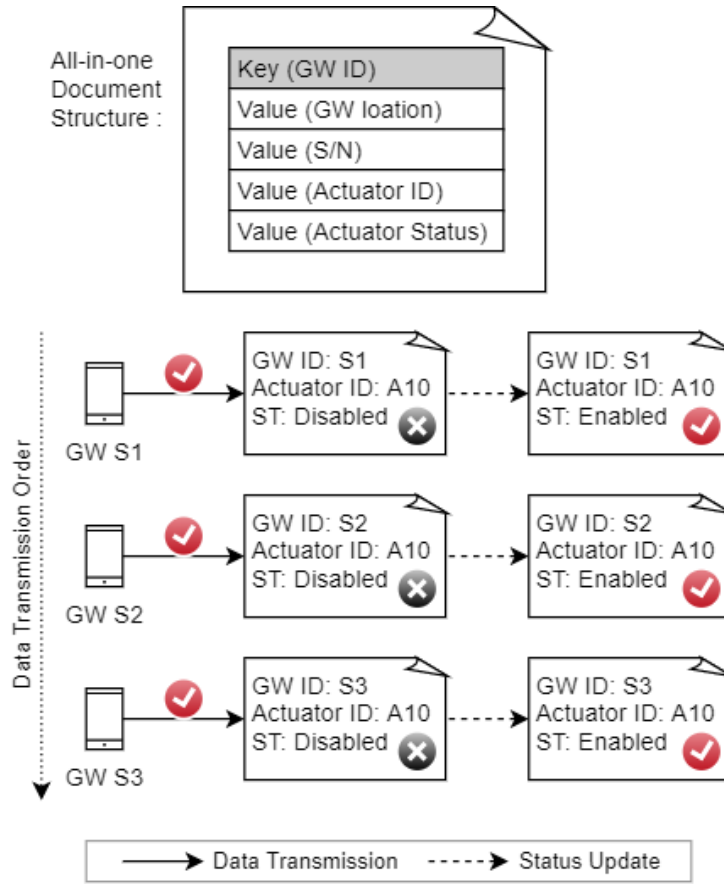 All-in-one
Document
Structure :
Key (GW ID)
Value (GW loation)
Value (S/N)
Value (Actuator ID)
Value (Actuator Status)
Data Transmission Order
GW S1
GW ID: S1
Actuator ID: A10
ST: Disabled
GW ID: S1
Actuator ID: A10
ST: Enabled
GW S2
GW ID: S2
Actuator ID: A10
ST: Disabled
GW ID: S2
Actuator ID: A10
ST: Enabled
GW S3
GW ID: S3
Actuator ID: A10
ST: Disabled
GW ID: S3
Actuator ID: A10
ST: Enabled
Data Transmission
Status Update